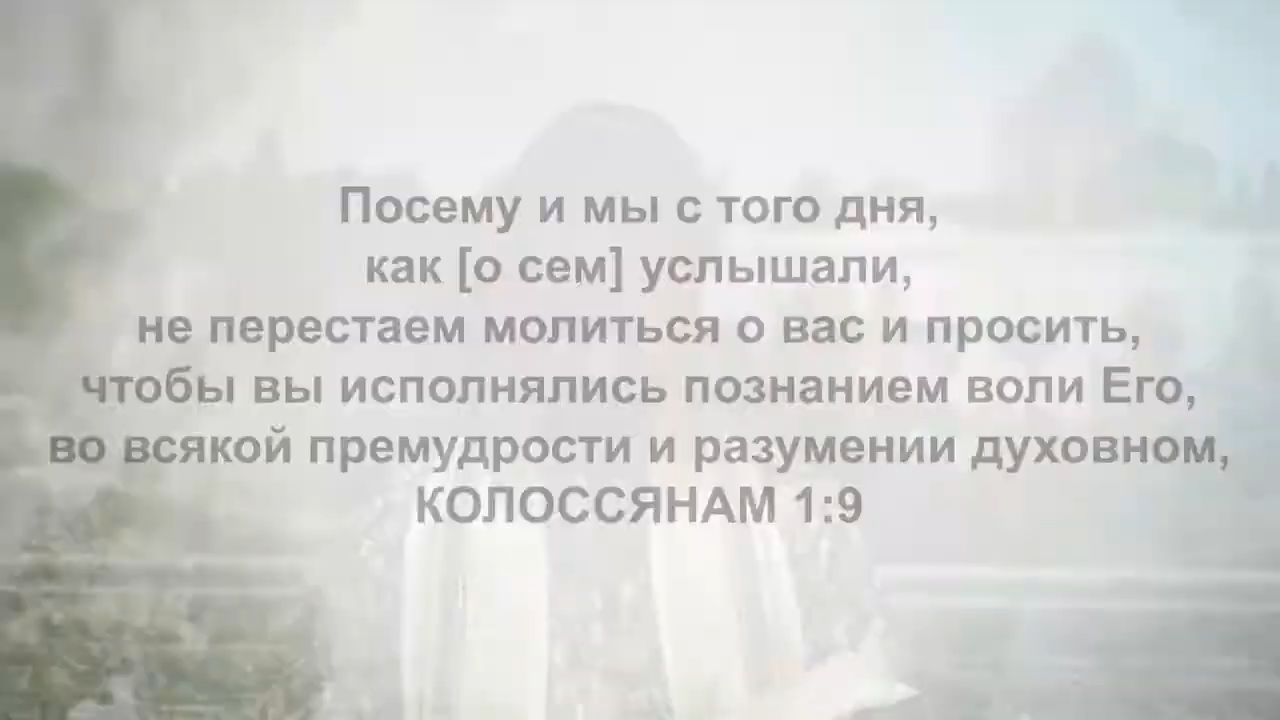 Посему и мы с того дня,
как [о сем] услышали,
не перестаем молиться о вас и просить,
чтобы вы исполнялись познанием воли Его,
во всякой премудрости и разумении духовном,
КОЛОССЯНАМ 1:9